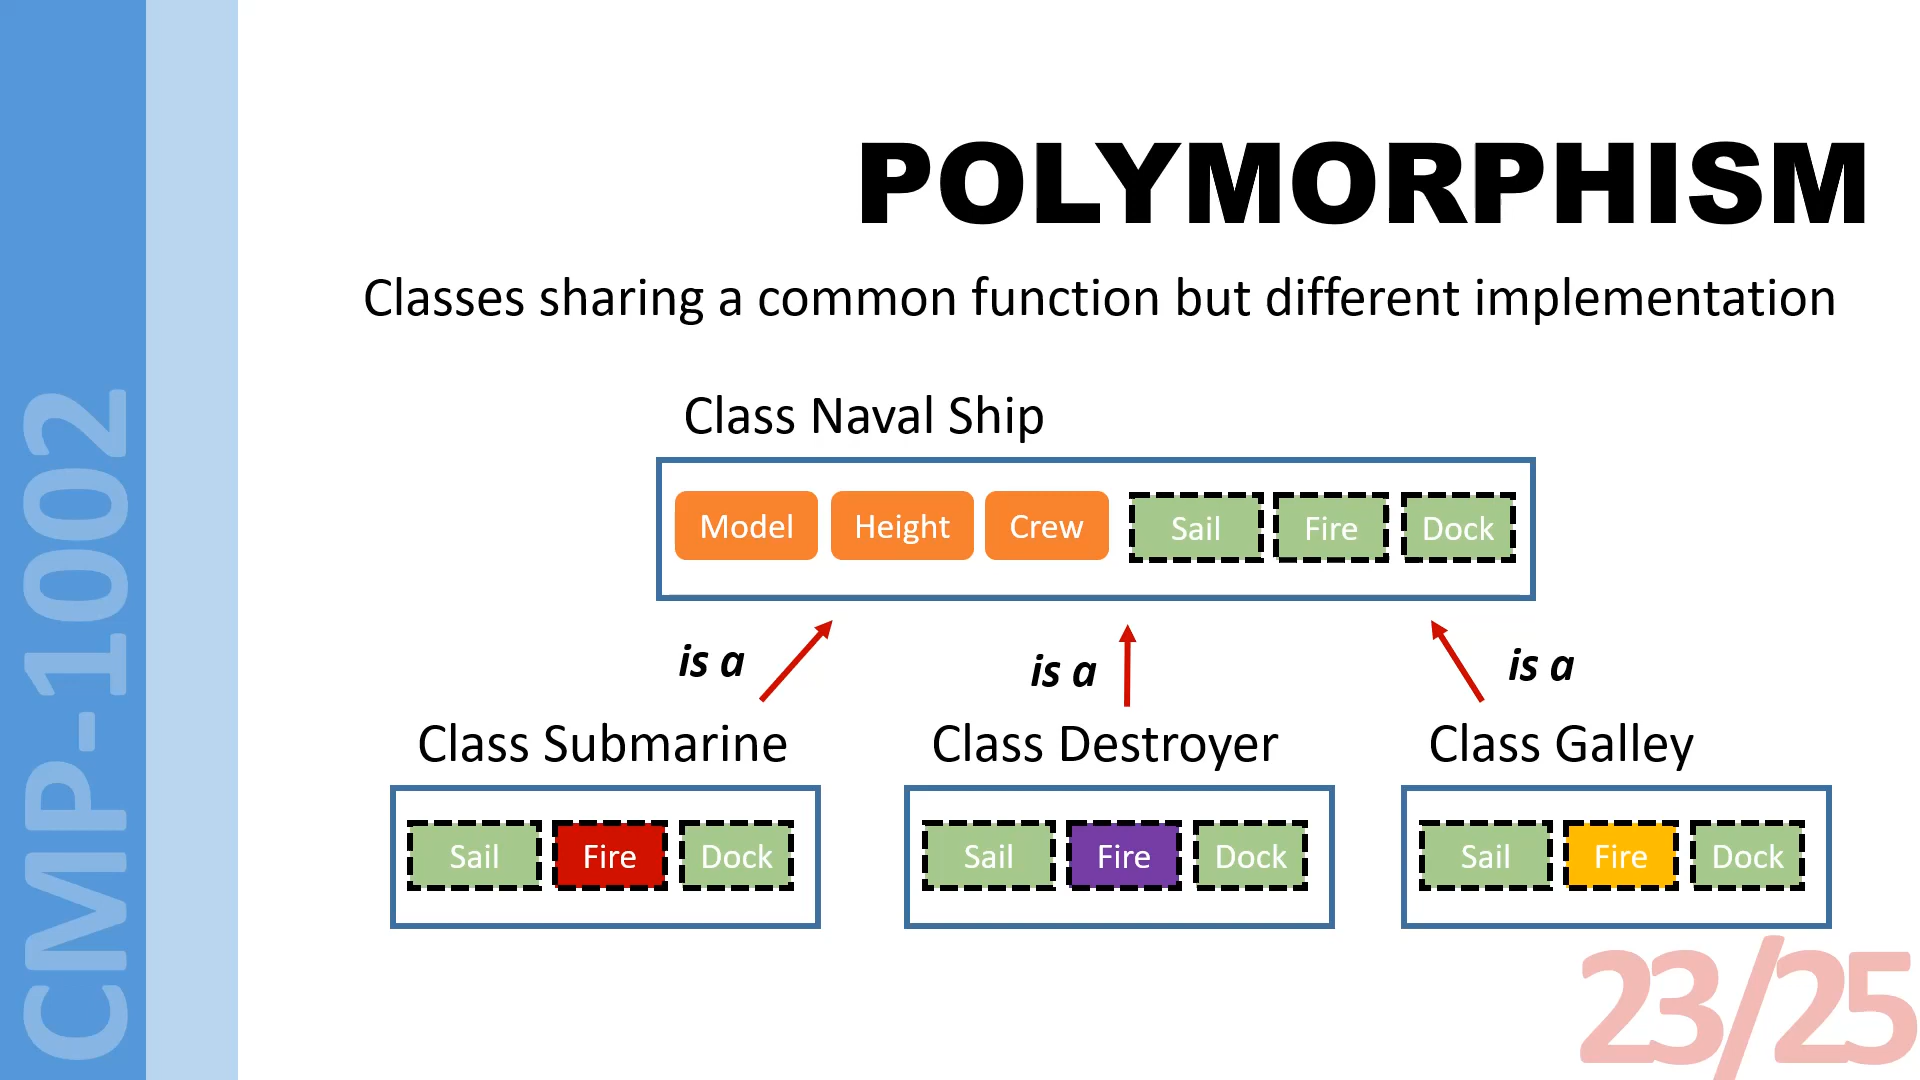 CMP-1002
POLYMORPHISM
Classes sharing a common function but different implementation
Class Naval Ship
Model Height Crew Sail Fire Dock
is a is a is a
Class Submarine Class Destroyer Class Galley
Sail Fire Dock Sail Fire Dock Sail Fire Dock
23/25